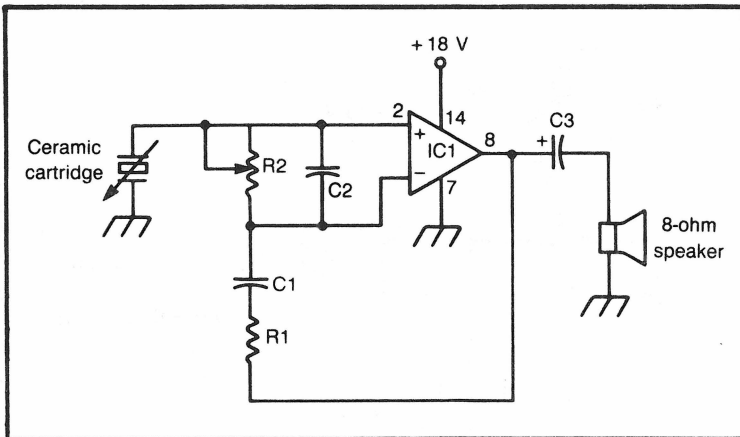 + 18 V
2
14
+
IC1
8
−
7
C3
+
Ceramic
cartridge
R2
C2
8-ohm
speaker
C1
R1